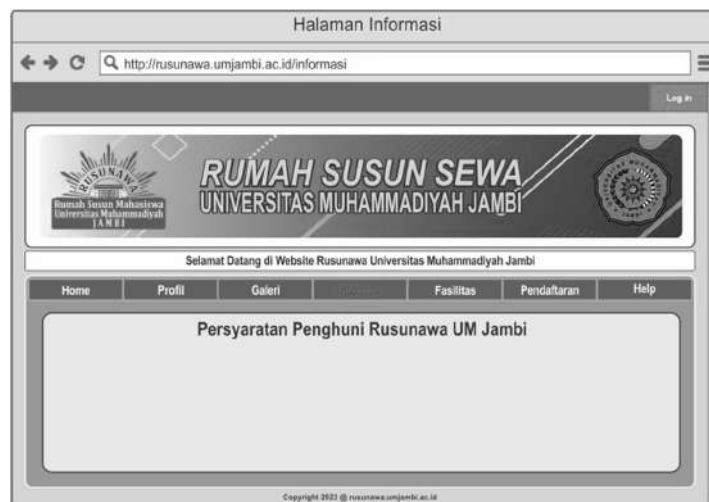 Halaman Informasi
http://rusunawa.umjambi.ac.id/informasi
Log in
RUSUNAWA
Rumah Susun Mahasiswa
Universitas Muhammadiyah
JAMBI
RUMAH SUSUN SEWA
UNIVERSITAS MUHAMMADIYAH JAMBI
Selamat Datang di Website Rusunawa Universitas Muhammadiyah Jambi
Home Profil Galeri Fasilitas Pendaftaran Help
Persyaratan Penghuni Rusunawa UM Jambi
Copyright 2023 @ rusunawa.umjambi.ac.id